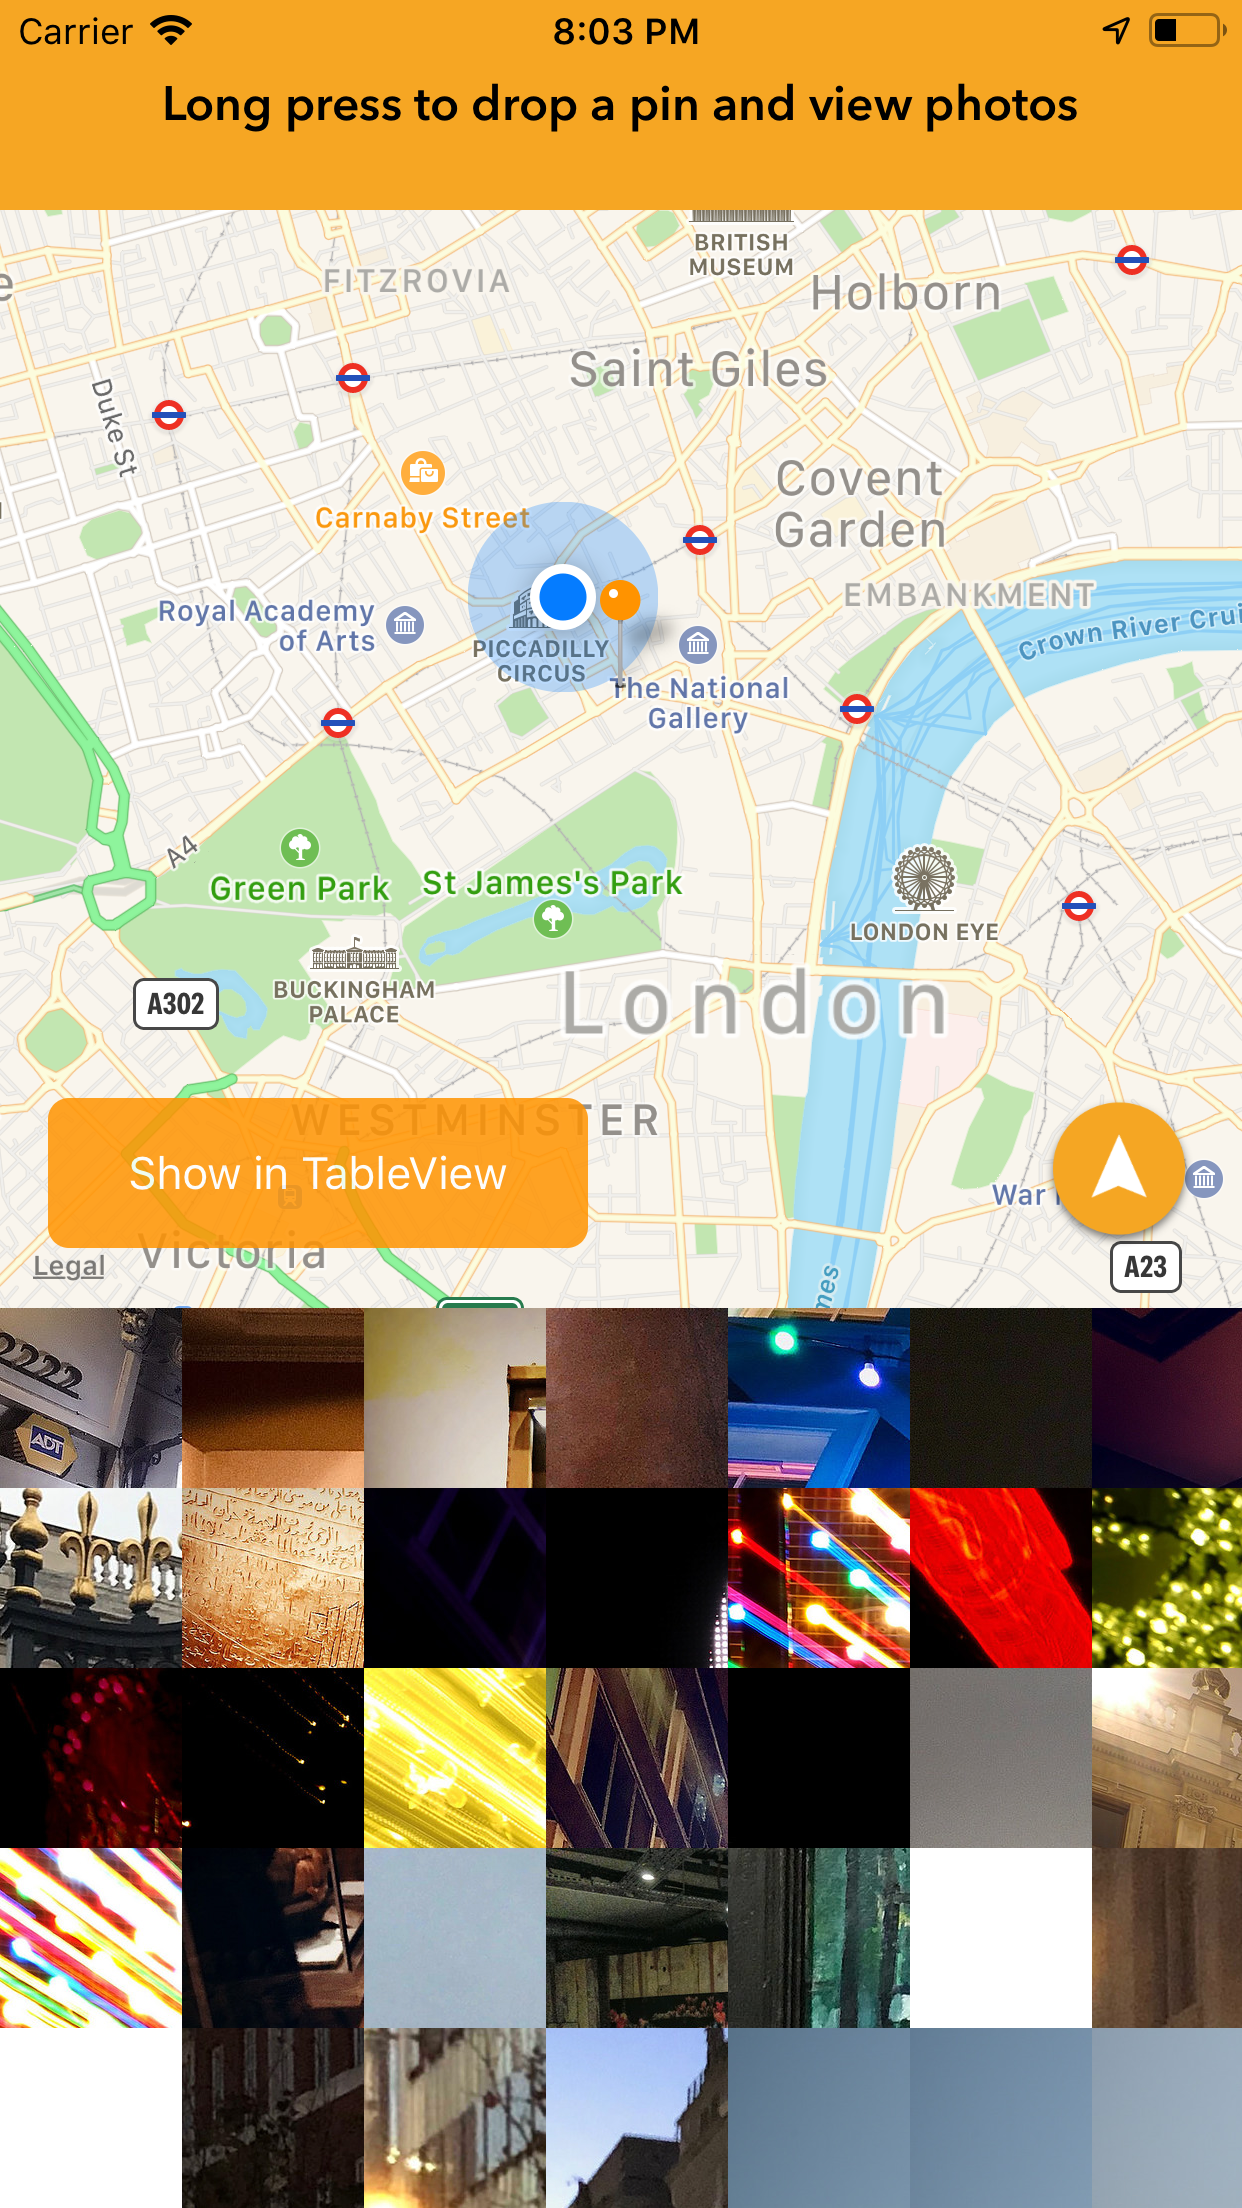 Carrier
8:03 PM
Long press to drop a pin and view photos
BRITISH
MUSEUM
FITZROVIA
Holborn
Saint Giles
Duke St
Covent
Garden
Carnaby Street
EMBANKMENT
Royal Academy
of Arts
Crown River Crui
PICCADILLY
CIRCUS
The National
Gallery
A4
Green Park
St James's Park
LONDON EYE
BUCKINGHAM
PALACE
A302
London
WESTMINSTER
Show in TableView
War
Victoria
Legal
A23
mes
2222
ADT